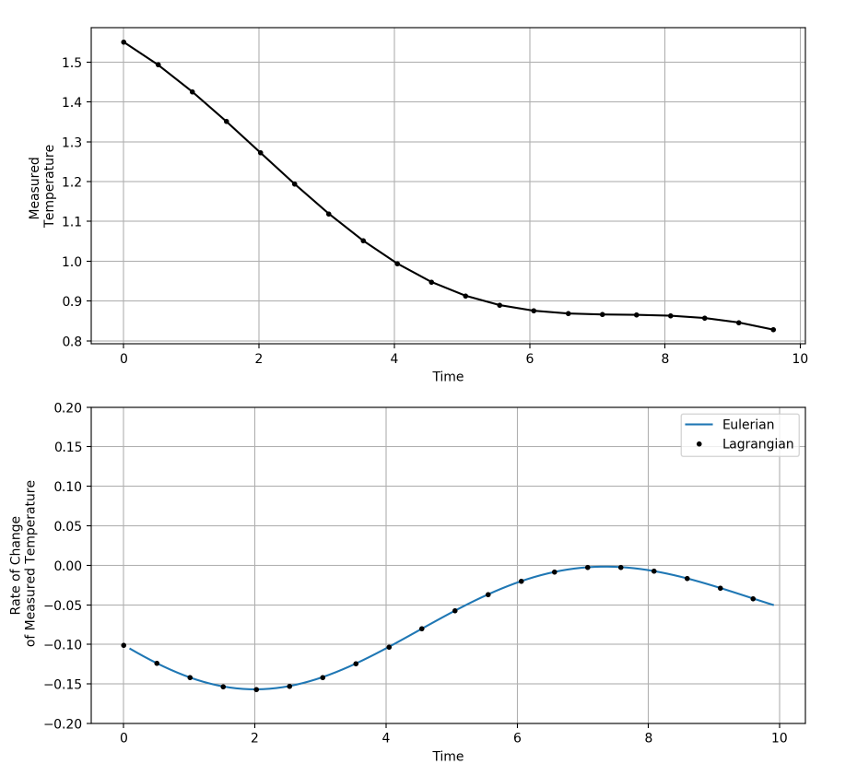 1.5
1.4
1.3
1.2
1.1
1.0
0.9
0.8
Measured
Temperature
0 2 4 6 8 10
Time
0.20
0.15
0.10
0.05
0.00
−0.05
−0.10
−0.15
−0.20
Rate of Change
of Measured Temperature
Eulerian
Lagrangian
0 2 4 6 8 10
Time